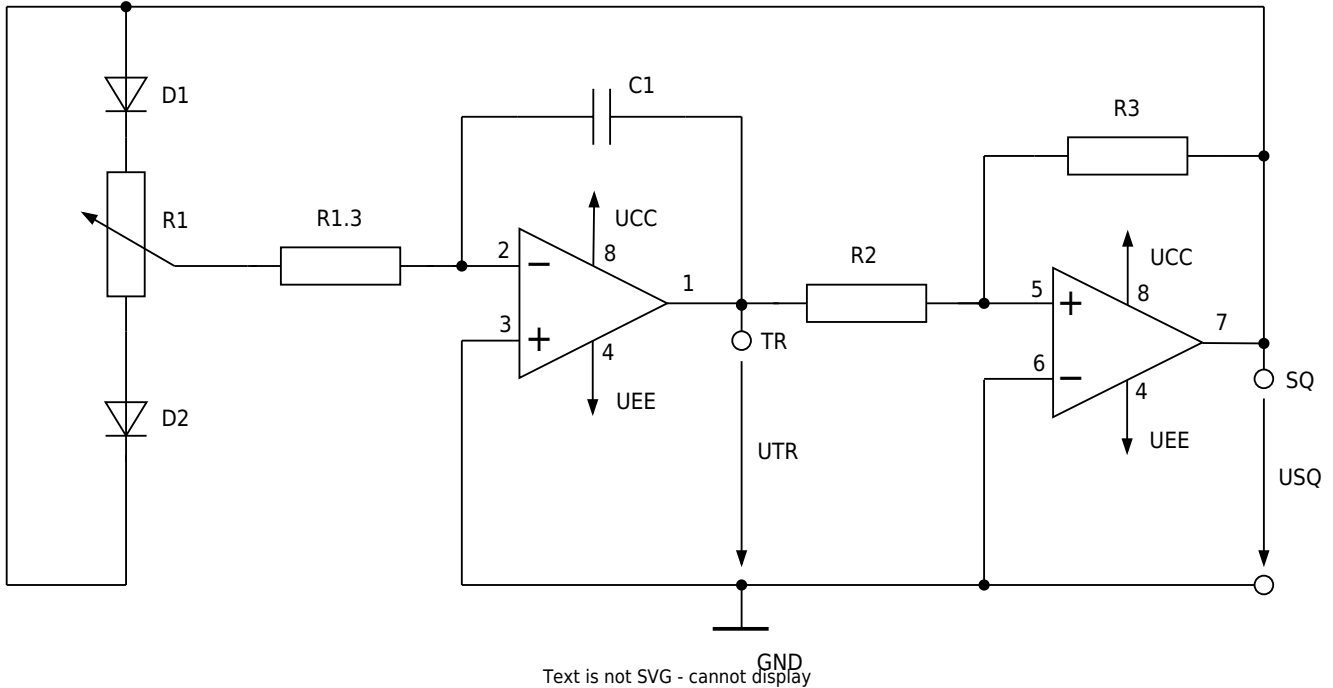 C1
D1
R3
R1
R1.3
UCC
2
8
R2
UCC
1
5
8
3
7
4
TR
6
SQ
UEE
4
D2
UEE
UTR
USQ
GND
Text is not SVG - cannot display